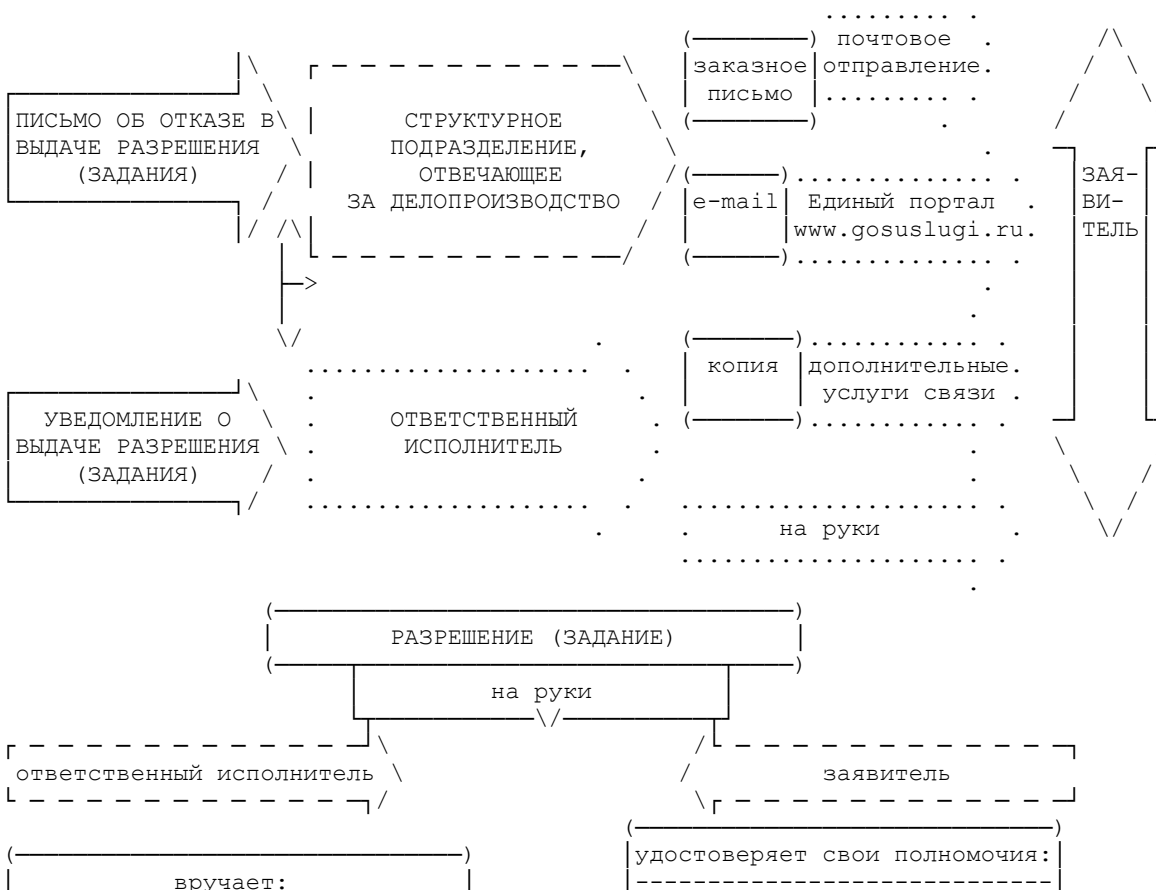 почтовое
заказное отправление.
письмо
ПИСЬМО ОБ ОТКАЗЕ В
ВЫДАЧЕ РАЗРЕШЕНИЯ
(ЗАДАНИЯ)
СТРУКТУРНОЕ
ПОДРАЗДЕЛЕНИЕ,
ОТВЕЧАЮЩЕЕ
ЗА ДЕЛОПРОИЗВОДСТВО
e-mail
Единый портал
www.gosuslugi.ru.
ЗАЯ-
ВИ-
ТЕЛЬ
копия
дополнительные.
услуги связи .
УВЕДОМЛЕНИЕ О
ВЫДАЧЕ РАЗРЕШЕНИЯ
(ЗАДАНИЯ)
ОТВЕТСТВЕННЫЙ
ИСПОЛНИТЕЛЬ
на руки
РАЗРЕШЕНИЕ (ЗАДАНИЕ)
на руки
ответственный исполнитель
заявитель
удостоверяет свои полномочия:
вручает: